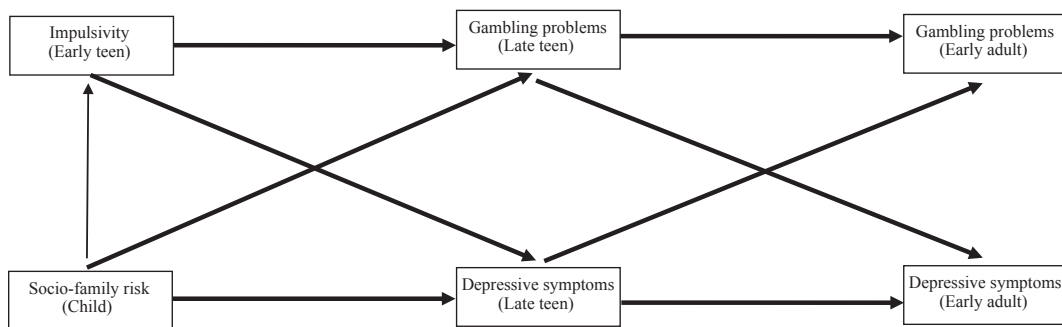 Impulsivity
(Early teen)
Gambling problems
(Late teen)
Gambling problems
(Early adult)
Socio-family risk
(Child)
Depressive symptoms
(Late teen)
Depressive symptoms
(Early adult)